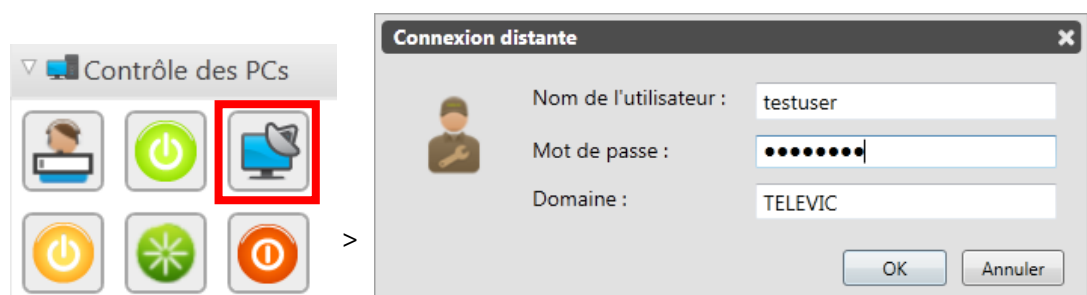 Contrôle des PCs
>
Connexion distante
Nom de l'utilisateur : testuser
Mot de passe : ●●●●●●●●
Domaine : TELEVIC
OK Annuler